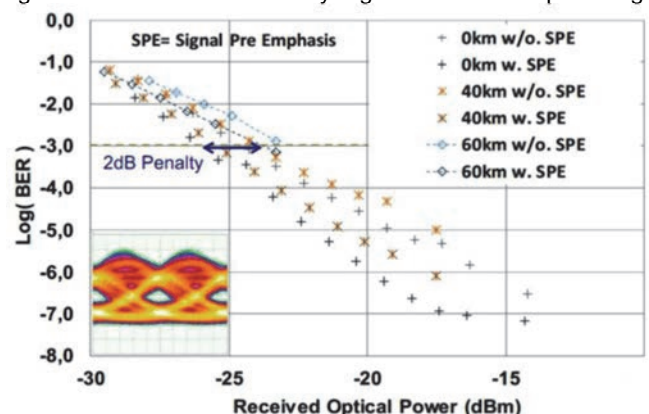 SPE= Signal Pre Emphasis
0km w/o. SPE
0km w. SPE
40km w/o. SPE
40km w. SPE
60km w/o. SPE
60km w. SPE
2dB Penalty
Log( BER )
0,0
-1,0
-2,0
-3,0
-4,0
-5,0
-6,0
-7,0
-8,0
-30
-25
-20
-15
Received Optical Power (dBm)